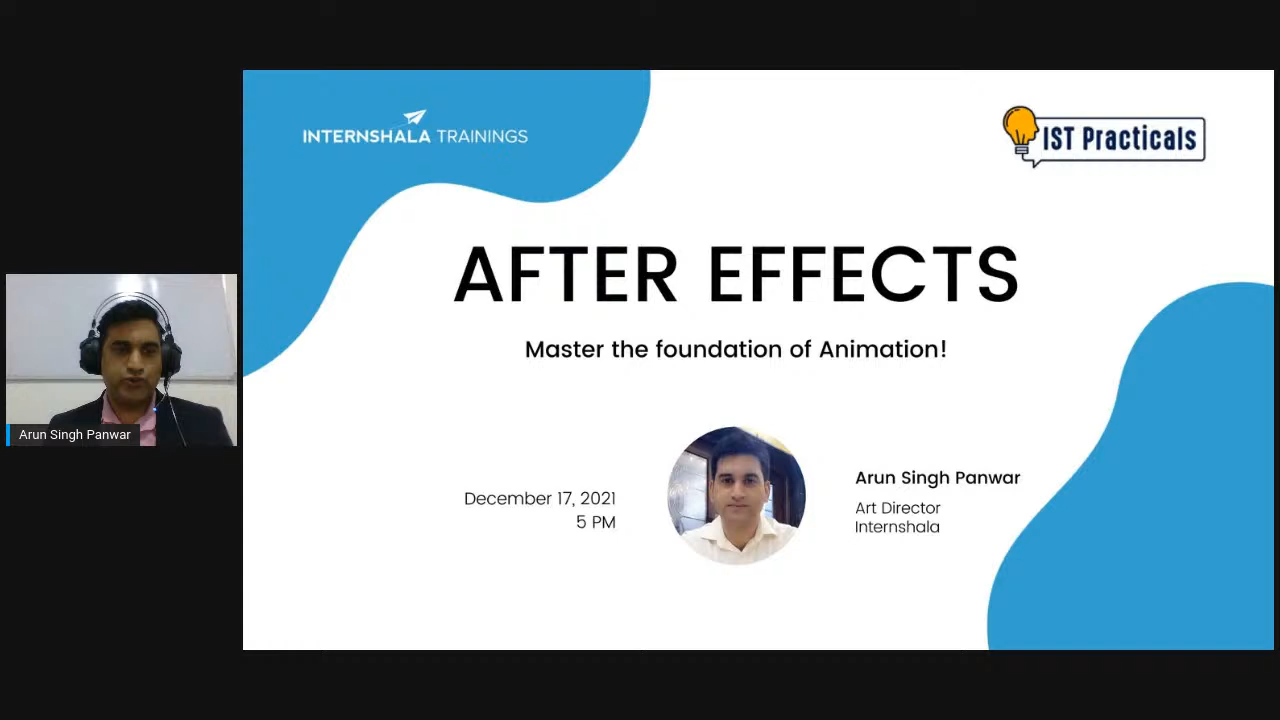 INTERNSHALA TRAININGS
IST Practicals
AFTER EFFECTS
Master the foundation of Animation!
Arun Singh Panwar
December 17, 2021
5 PM
Arun Singh Panwar
Art Director
Internshala